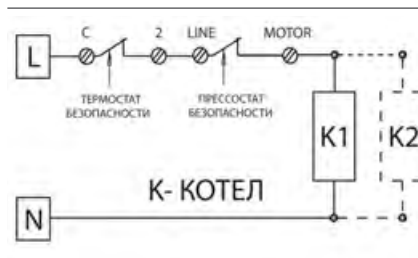 C 2 LINE MOTOR
L
ТЕРМОСТАТ БЕЗОПАСНОСТИ
ПРЕССОСТАТ БЕЗОПАСНОСТИ
K1 K2
К- КОТЕЛ
N